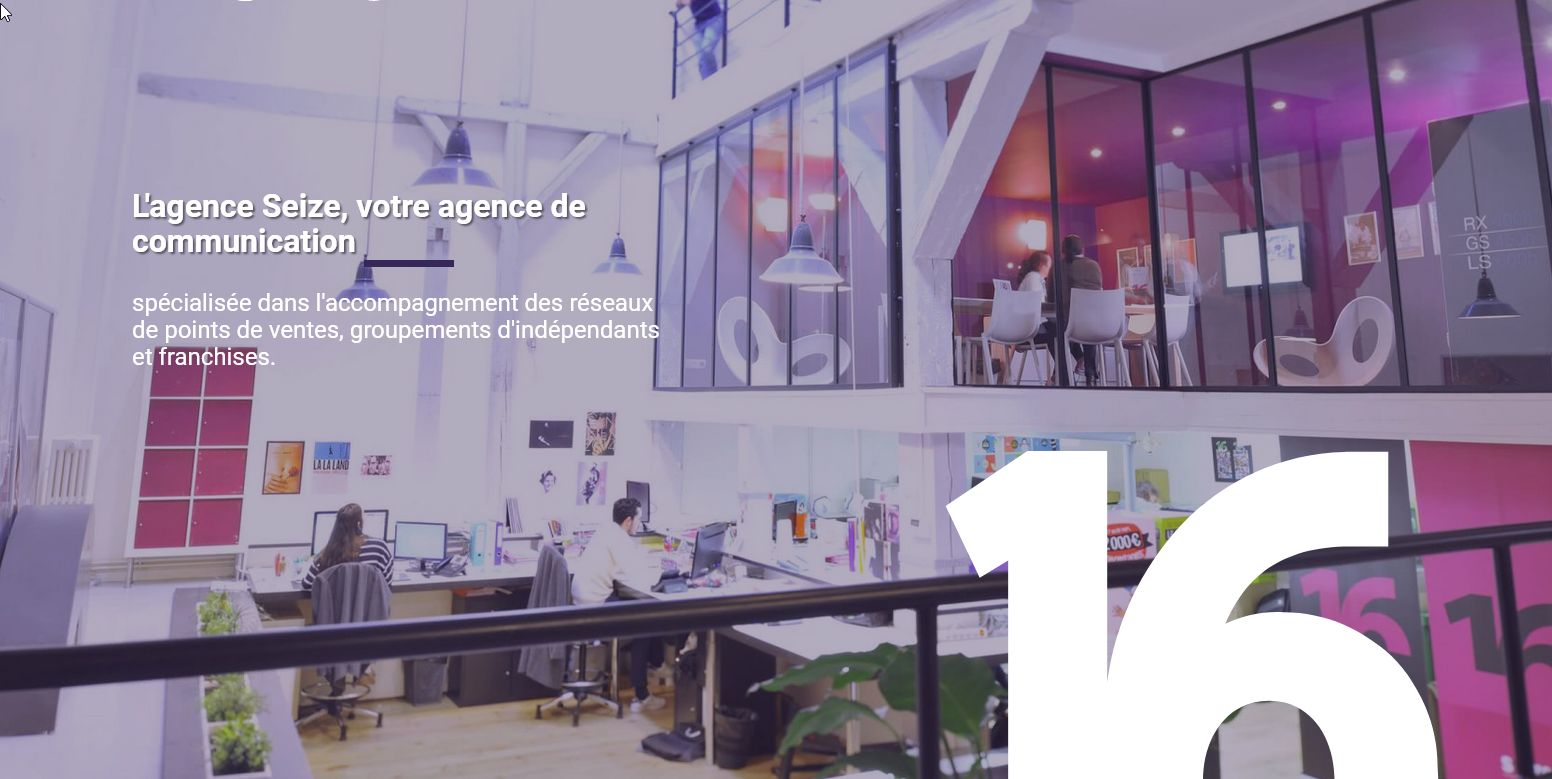 L'agence Seize, votre agence de
communication
spécialisée dans l'accompagnement des réseaux
de points de ventes, groupements d'indépendants
et franchises.
RX
GS
LS
LA LA LAND
2000€
16
16
16